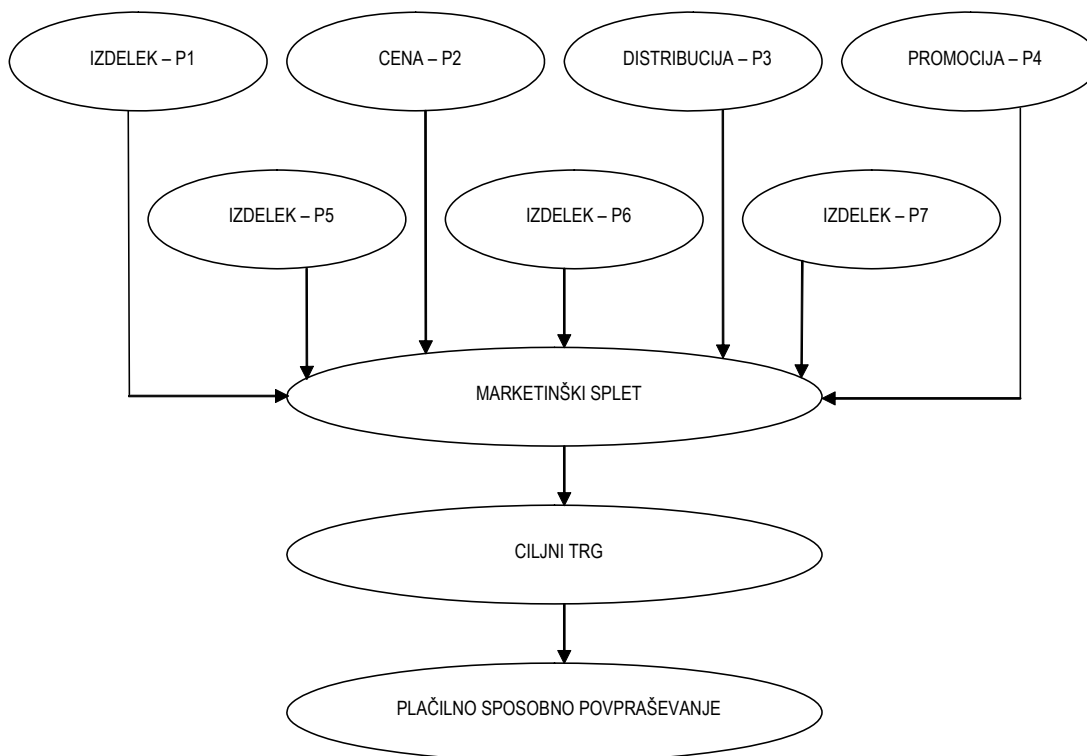 IZDELEK – P1
CENA – P2
DISTRIBUCIJA – P3
PROMOCIJA – P4
IZDELEK – P5
IZDELEK – P6
IZDELEK – P7
MARKETINŠKI SPLET
CILJNI TRG
PLAČILNO SPOSOBNO POVPRAŠEVANJE